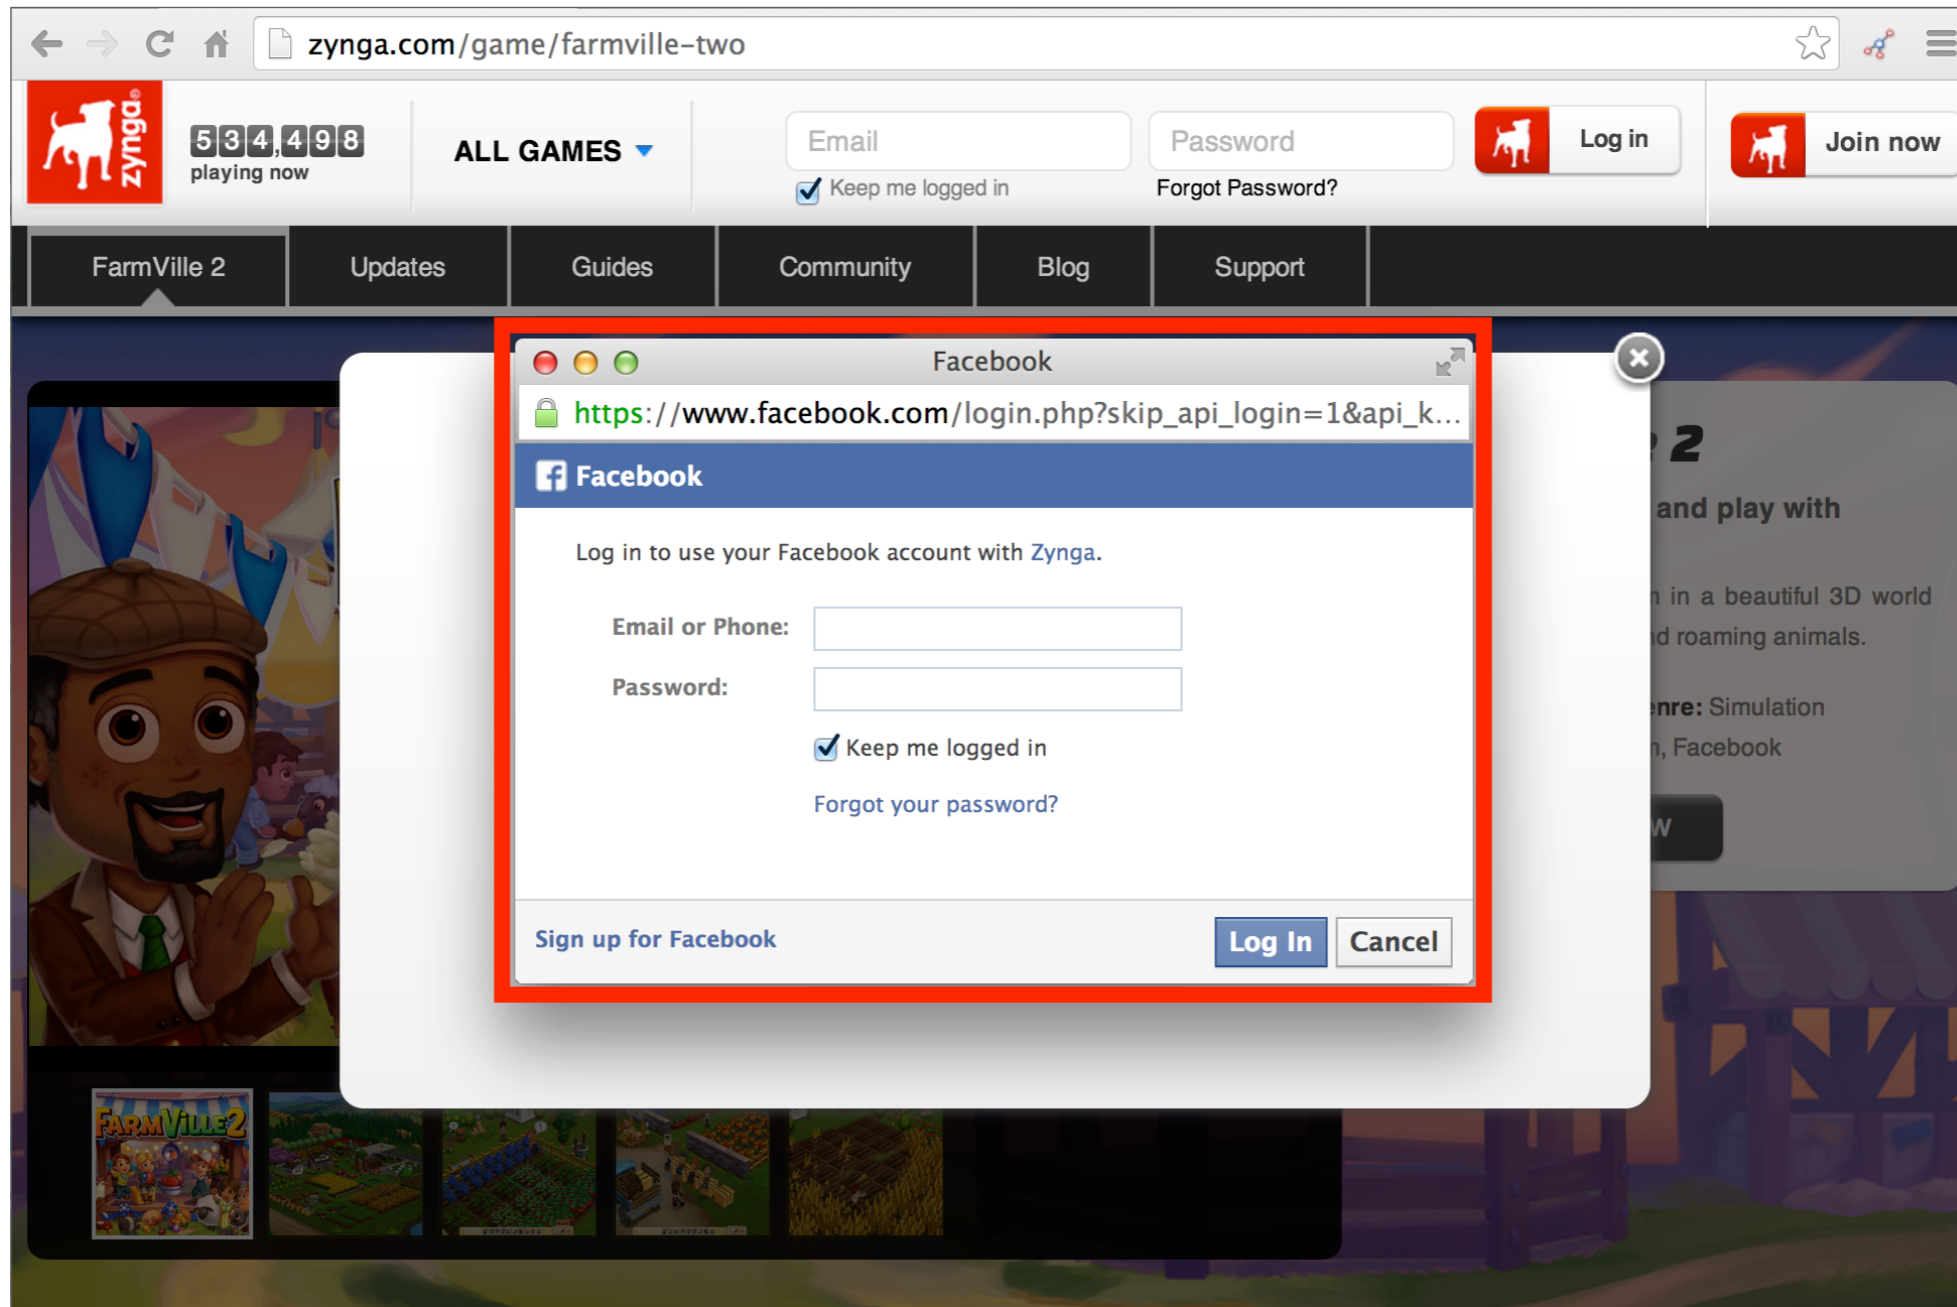 zynga.com/game/farmville-two
zynga®
534,498
playing now
ALL GAMES
Email
Password
Log in
Join now
Keep me logged in
Forgot Password?
FarmVille 2
Updates
Guides
Community
Blog
Support
Facebook
https://www.facebook.com/login.php?skip_api_login=1&api_k...
Facebook
Log in to use your Facebook account with Zynga.
Email or Phone:
Password:
Keep me logged in
Forgot your password?
Sign up for Facebook
Log In
Cancel
2
and play with
in a beautiful 3D world
roaming animals.
Simulation
Facebook
FARMVILLE2